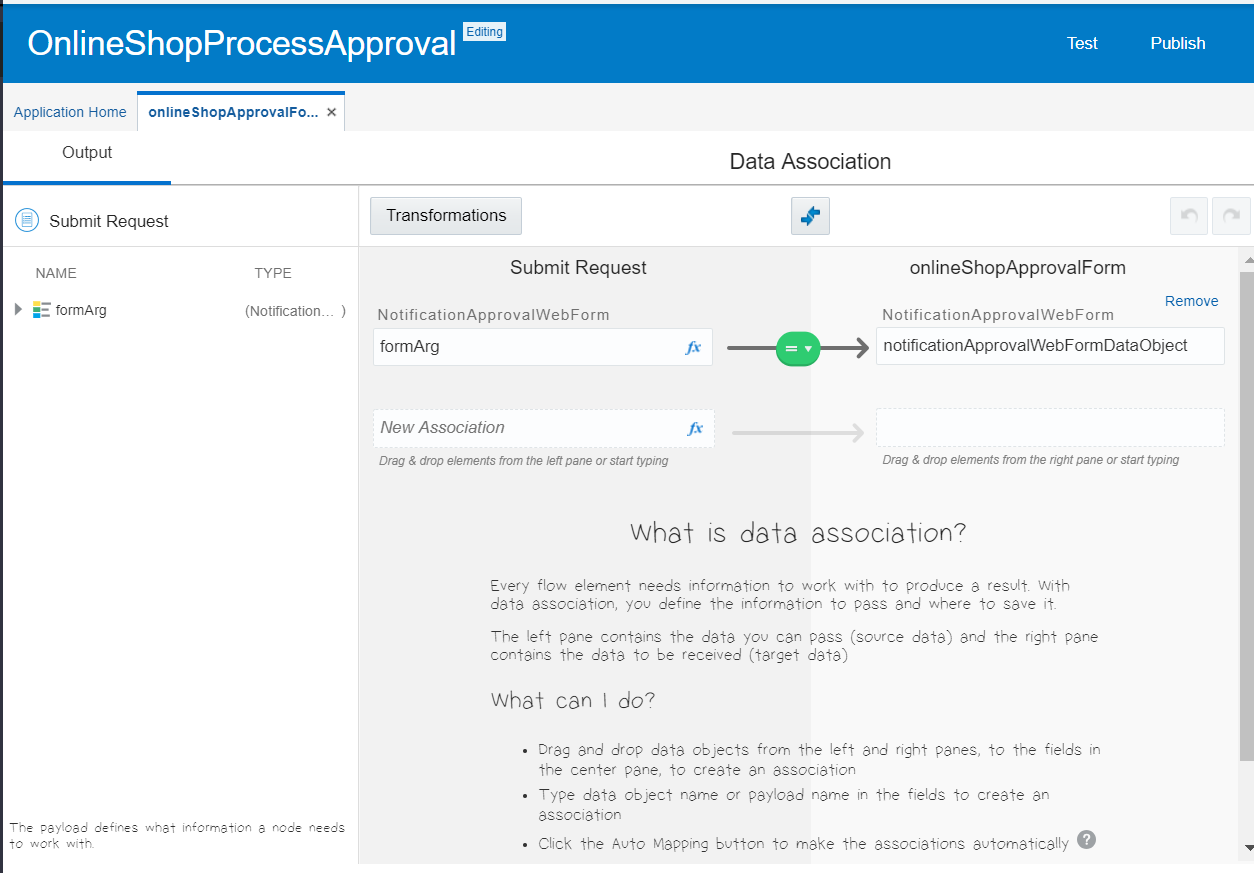 OnlineShopProcessApproval Editing
Test Publish
Application Home onlineShopApprovalFo... ×
Output
Data Association
Submit Request
Transformations
NAME TYPE
formArg (Notification... )
Submit Request onlineShopApprovalForm
Remove
NotificationApprovalWebForm NotificationApprovalWebForm
formArg fx = notificationApprovalWebFormDataObject
New Association fx
Drag & drop elements from the left pane or start typing Drag & drop elements from the right pane or start typing
What is data association?
Every flow element needs information to work with to produce a result. With
data association, you define the information to pass and where to save it.
The left pane contains the data you can pass (source data) and the right pane
contains the data to be received (target data)
What can I do?
• Drag and drop data objects from the left and right panes, to the fields in
the center pane, to create an association
• Type data object name or payload name in the fields to create an
association
• Click the Auto Mapping button to make the associations automatically ?
The payload defines what information a node needs
to work with.